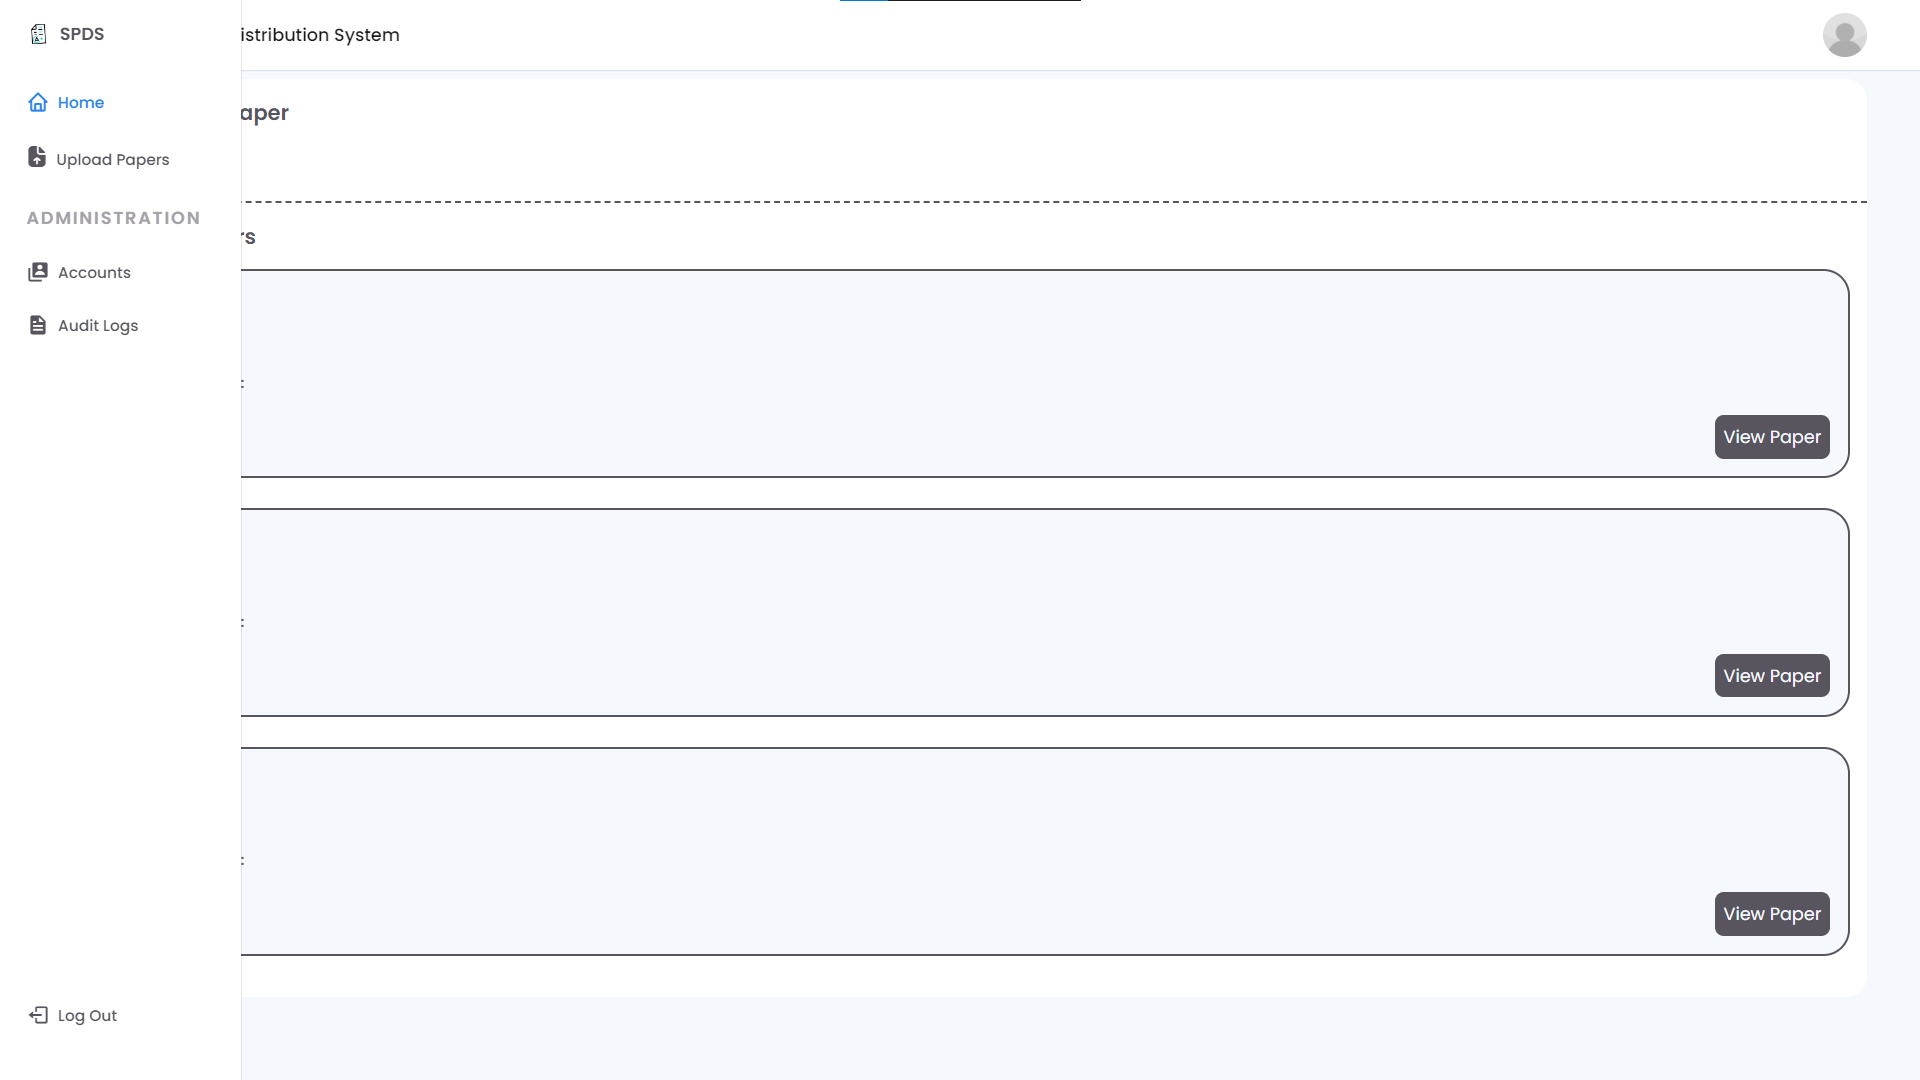 SPDS
istribution System
Home
Upload Papers
ADMINISTRATION
Accounts
Audit Logs
Log Out
aper
rs
:
View Paper
:
View Paper
:
View Paper